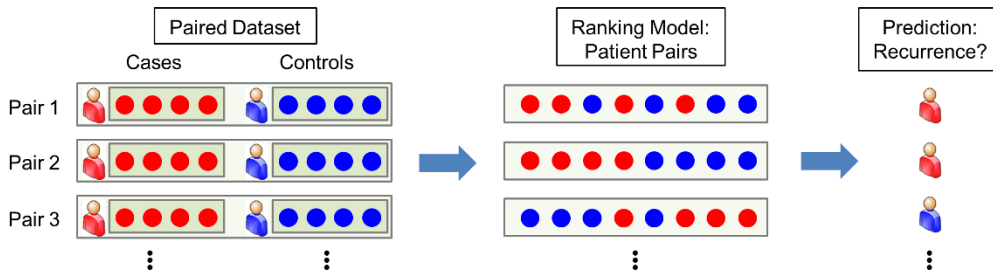 Paired Dataset
Cases
Controls
Pair 1
Pair 2
Pair 3
Ranking Model:
Patient Pairs
Prediction:
Recurrence?